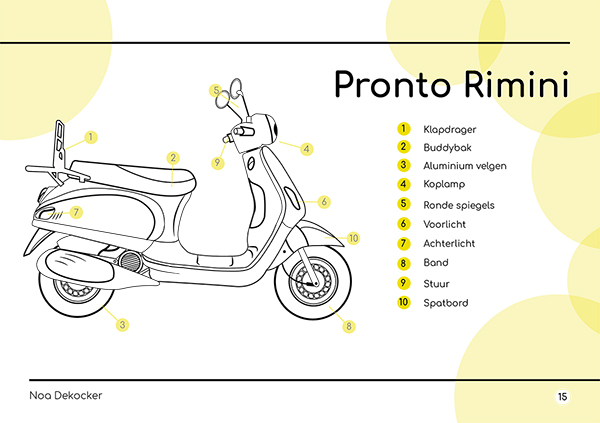 Pronto Rimini
1 Klapdrager
2 Buddybak
3 Aluminium velgen
4 Koplamp
5 Ronde spiegels
6 Voorlicht
7 Achterlicht
8 Band
9 Stuur
10 Spatbord
5
1
9
4
2
6
7
10
3
8
Noa Dekocker
15